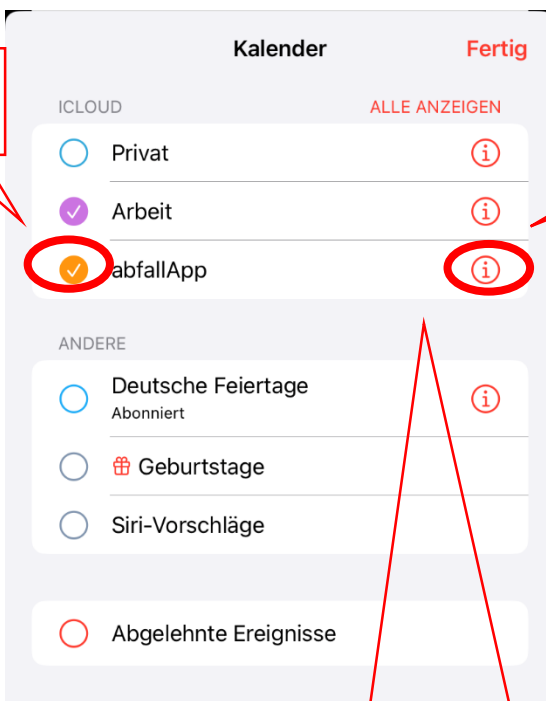 Kalender
Fertig
ICLOUD
ALLE ANZEIGEN
Privat
Arbeit
abfallApp
ANDERE
Deutsche Feiertage
Abonniert
Geburtstage
Siri-Vorschläge
Abgelehnte Ereignisse